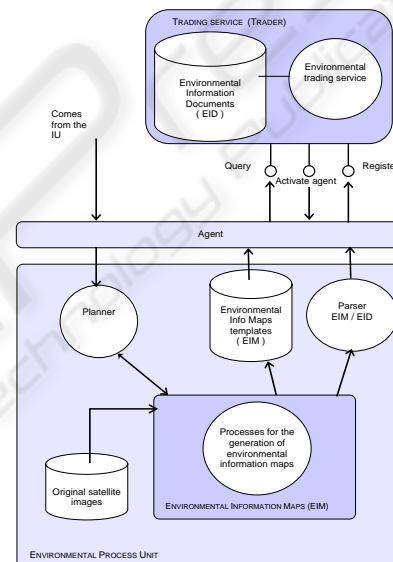 TRADING SERVICE (TRADER)
Environmental
Information
Documents
( EID )
Environmental
trading service
Comes
from the
IU
Query
Activate agent
Register
Agent
Planner
Environmental
Info Maps
templates
( EIM )
Parser
EIM / EID
Processes for the
generation of
environmental
information maps
Original satellite
images
ENVIRONMENTAL INFORMATION MAPS (EIM)
ENVIRONMENTAL PROCESS UNIT